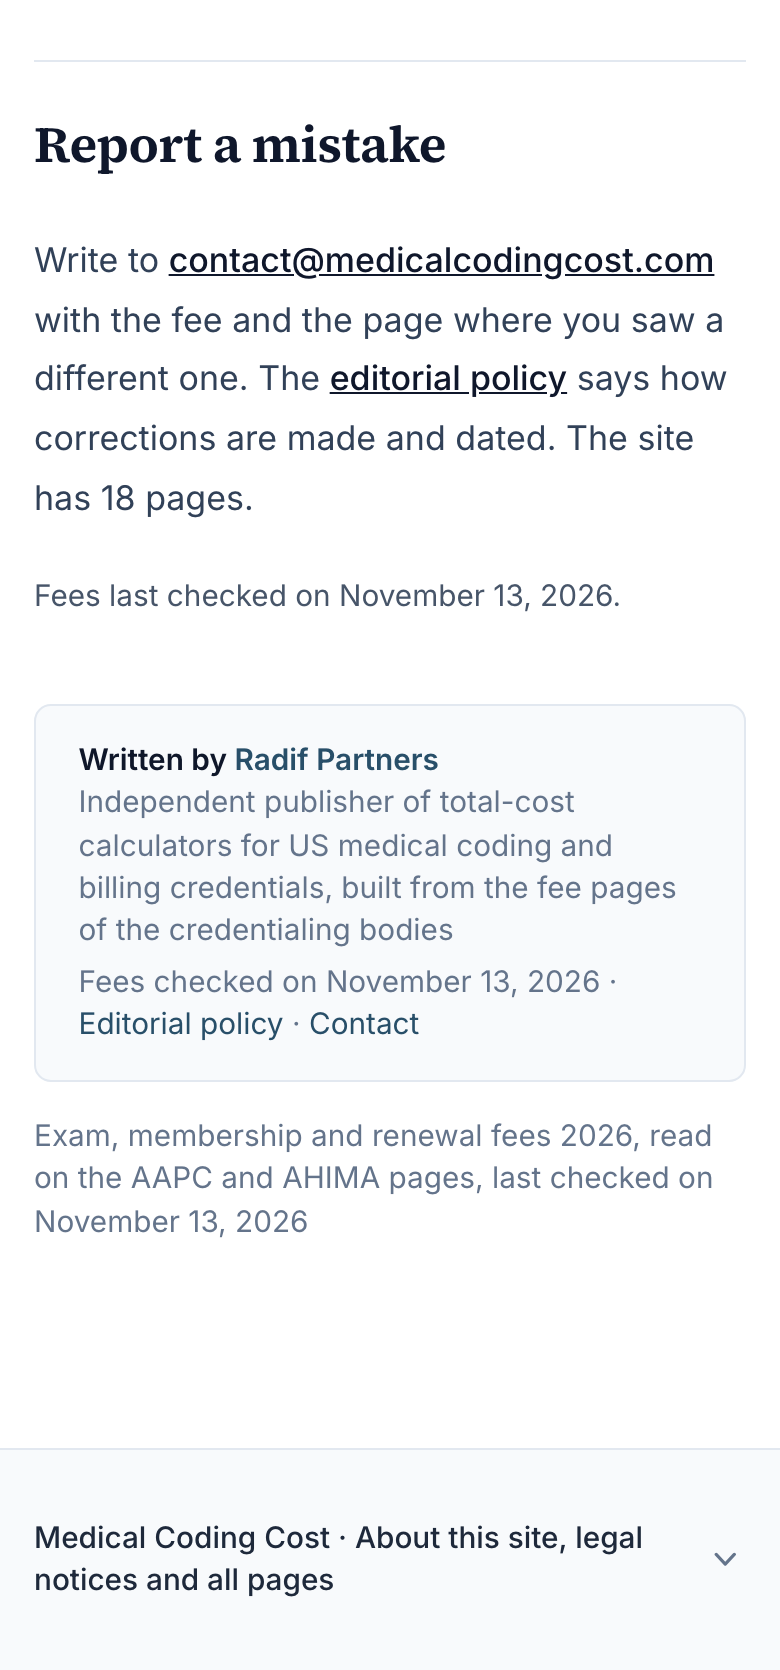 Report a mistake
Write to contact@medicalcodingcost.com
with the fee and the page where you saw a
different one. The editorial policy says how
corrections are made and dated. The site
has 18 pages.
Fees last checked on November 13, 2026.
Written by Radif Partners
Independent publisher of total-cost
calculators for US medical coding and
billing credentials, built from the fee pages
of the credentialing bodies
Fees checked on November 13, 2026 ·
Editorial policy · Contact
Exam, membership and renewal fees 2026, read
on the AAPC and AHIMA pages, last checked on
November 13, 2026
Medical Coding Cost · About this site, legal
notices and all pages